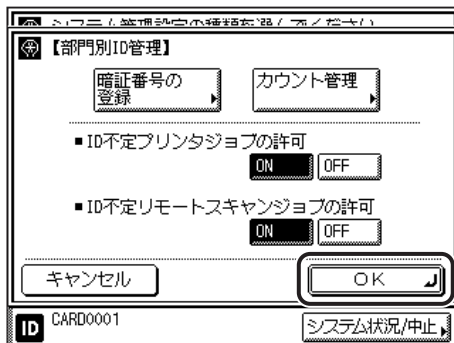 【部門別ID管理】
暗証番号の
登録
カウント管理
■ID不定プリンタジョブの許可
ON OFF
■ID不定リモートスキャンジョブの許可
ON OFF
キャンセル
OK
ID CARD0001
システム状況/中止